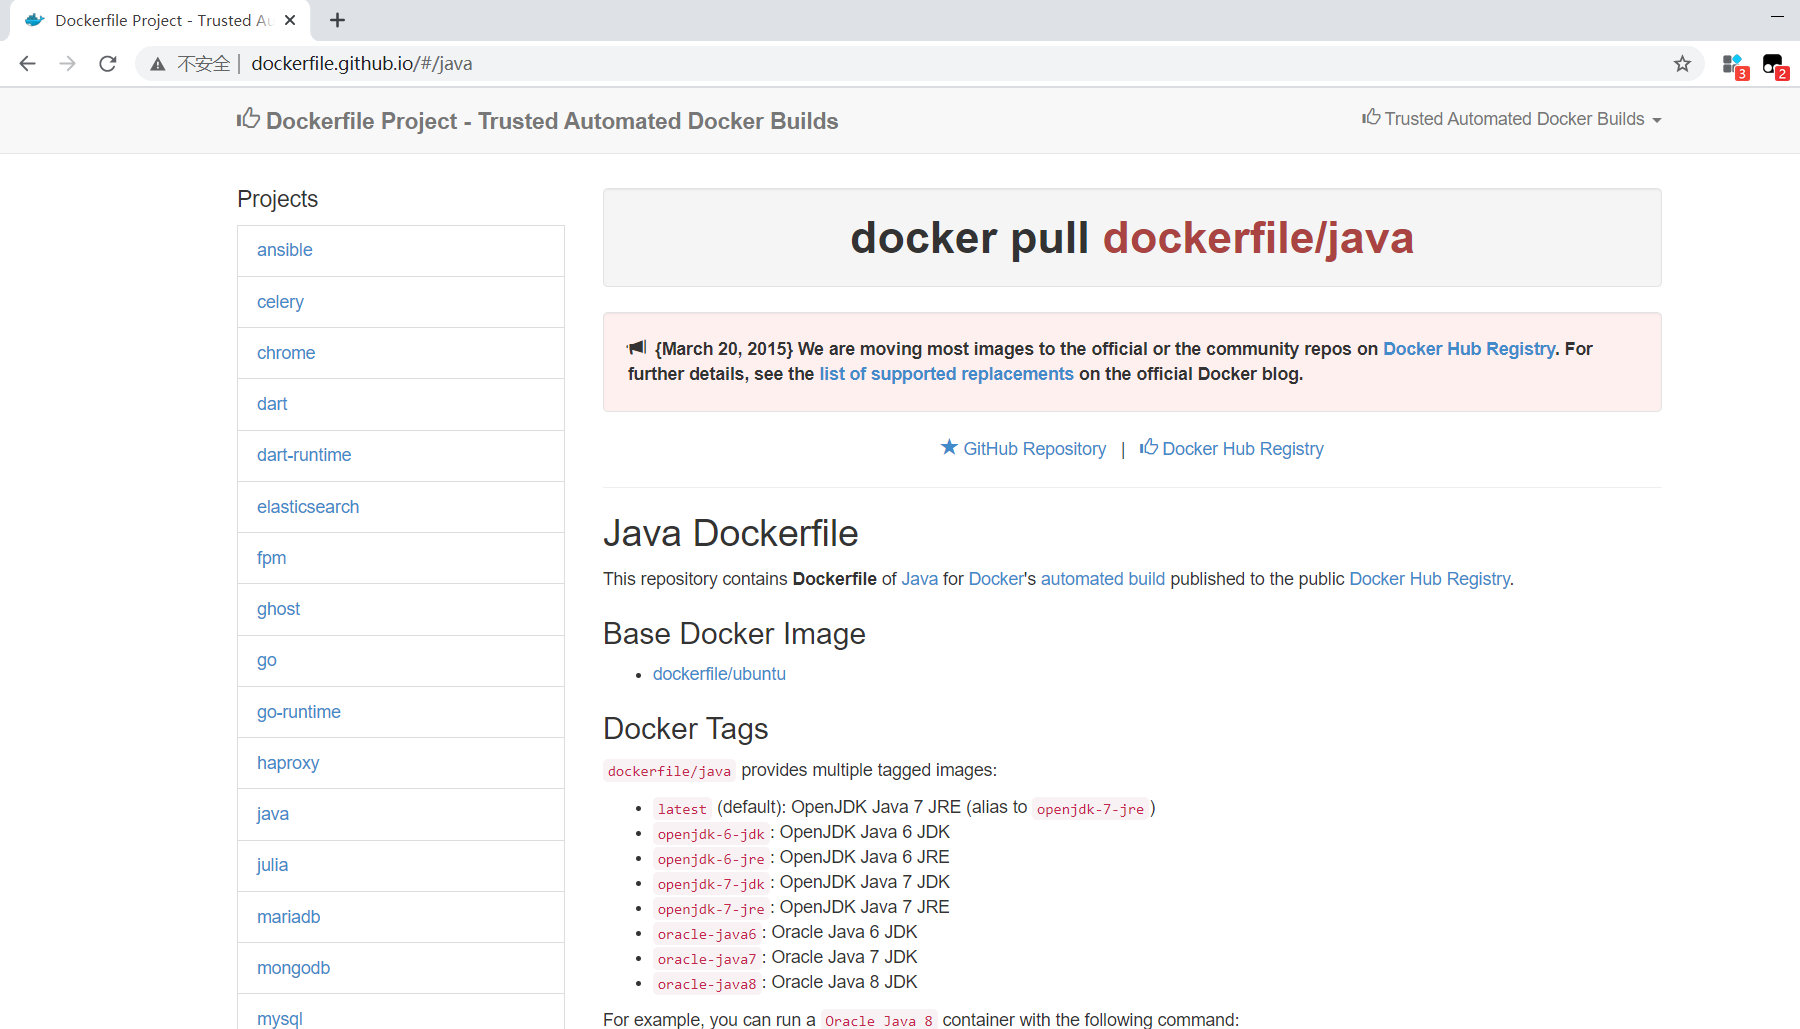 Dockerfile Project - Trusted Au
不安全 | dockerfile.github.io/#/java
3
2
Dockerfile Project - Trusted Automated Docker Builds
Trusted Automated Docker Builds
Projects
ansible
celery
chrome
dart
dart-runtime
elasticsearch
fpm
ghost
go
go-runtime
haproxy
java
julia
mariadb
mongodb
mysql
docker pull dockerfile/java
{March 20, 2015} We are moving most images to the official or the community repos on Docker Hub Registry. For
further details, see the list of supported replacements on the official Docker blog.
GitHub Repository | Docker Hub Registry
Java Dockerfile
This repository contains Dockerfile of Java for Docker's automated build published to the public Docker Hub Registry.
Base Docker Image
• dockerfile/ubuntu
Docker Tags
dockerfile/java provides multiple tagged images:
• latest (default): OpenJDK Java 7 JRE (alias to openjdk-7-jre )
• openjdk-6-jdk : OpenJDK Java 6 JDK
• openjdk-6-jre : OpenJDK Java 6 JRE
• openjdk-7-jdk : OpenJDK Java 7 JDK
• openjdk-7-jre : OpenJDK Java 7 JRE
• oracle-java6 : Oracle Java 6 JDK
• oracle-java7 : Oracle Java 7 JDK
• oracle-java8 : Oracle Java 8 JDK
For example, you can run a Oracle Java 8 container with the following command: